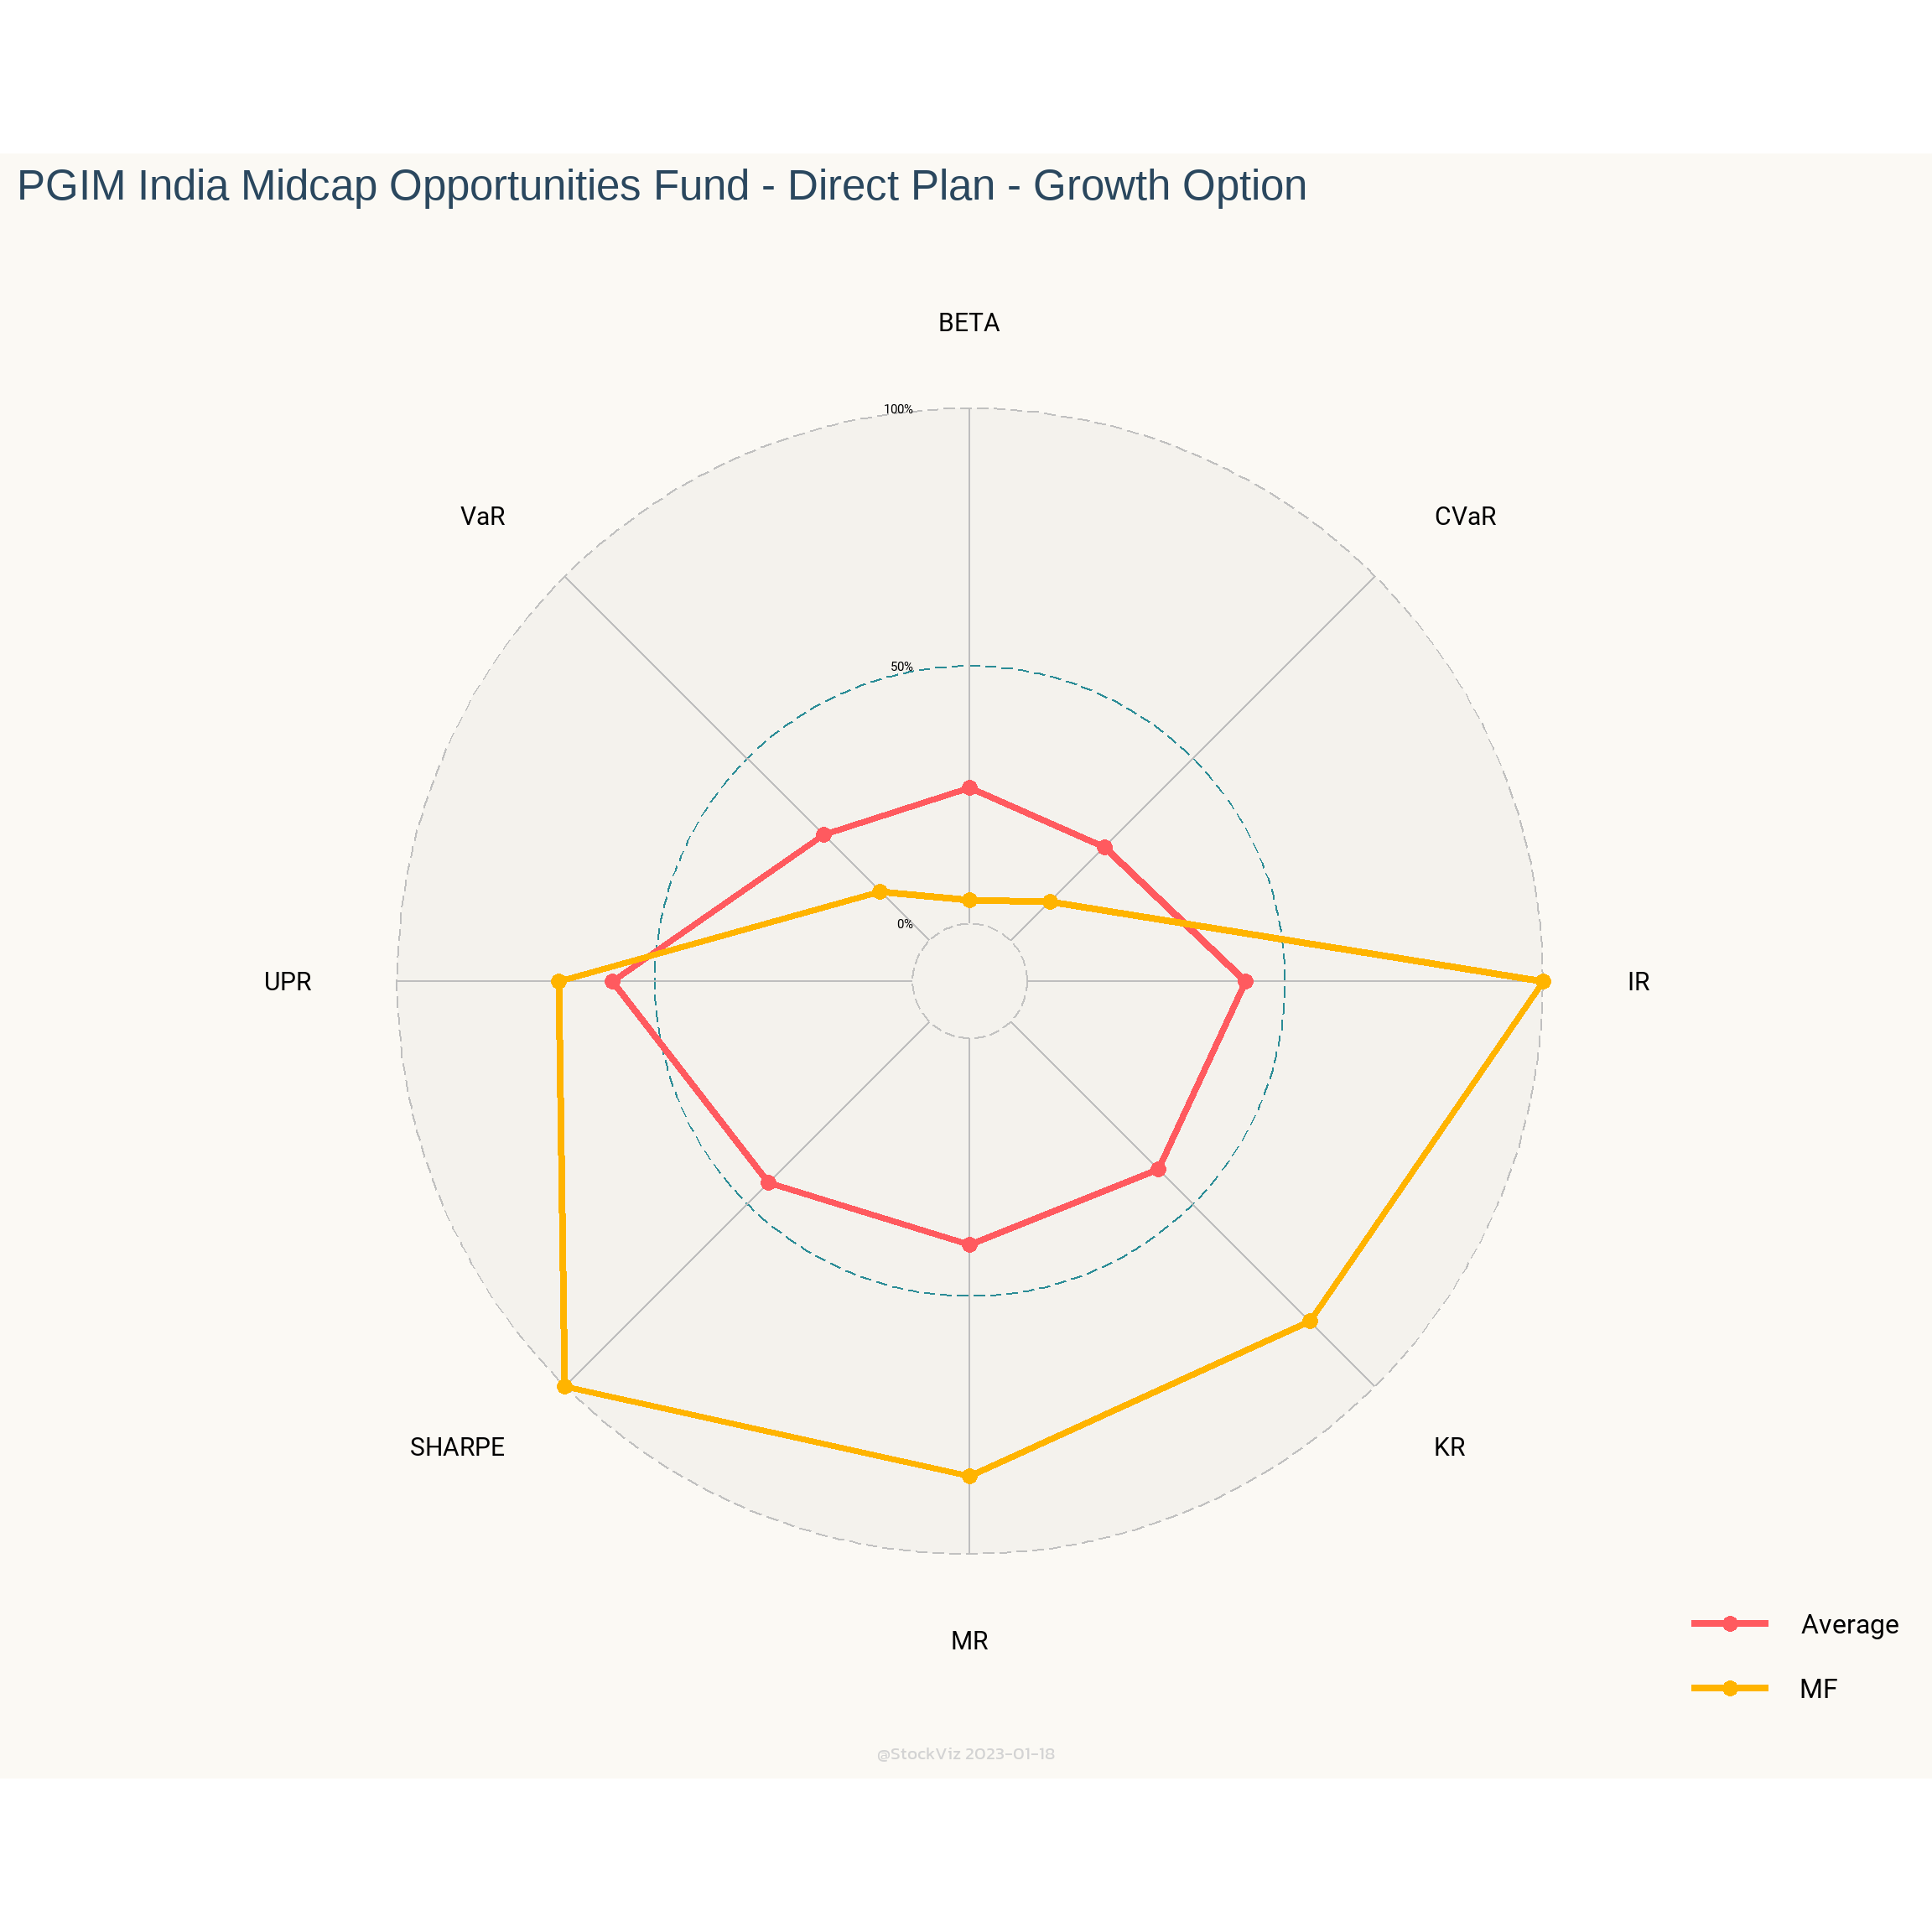 PGIM India Midcap Opportunities Fund - Direct Plan - Growth Option
BETA
100%
VaR
CVaR
50%
0%
UPR
IR
SHARPE
KR
MR
Average
MF
@StockViz 2023-01-18